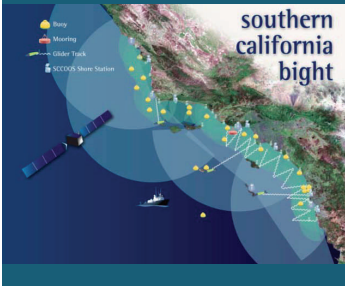 southern
california
bight
Buoy
Mooring
Glider Track
SCCOOS Shore Station